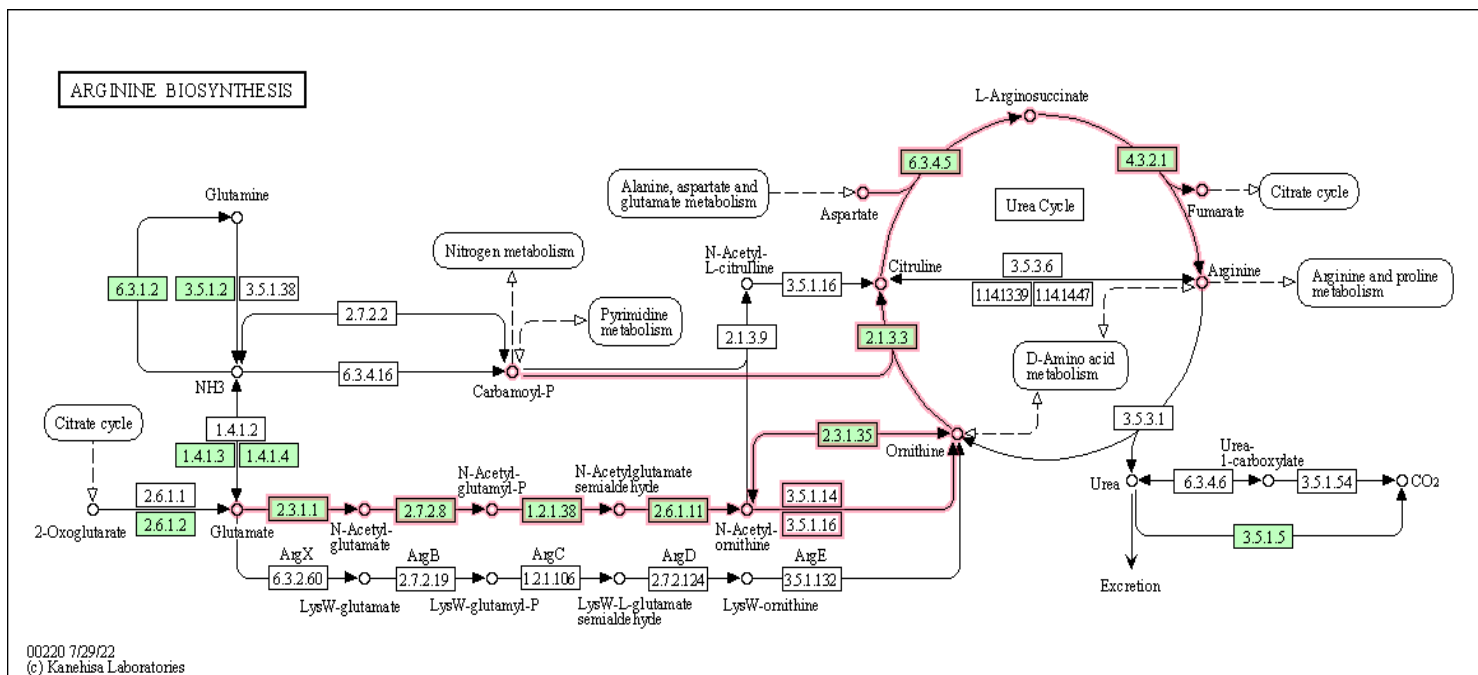 ARGININE BIOSYNTHESIS
L-Arginosuccinate
6.3.4.5
4.3.2.1
Alanine, aspartate and
glutamate metabolism
Aspartate
Urea Cycle
Fumarate
Citrate cycle
Glutamine
Nitrogen metabolism
N-Acetyl-
L-citrulline
3.5.1.16
Citruline
3.5.3.6
1.14.13.39
1.14.14.47
Arginine
Arginine and proline
metabolism
6.3.1.2
3.5.1.2
3.5.1.38
2.7.2.2
Pyrimidine
metabolism
2.1.3.9
2.1.3.3
D-Amino acid
metabolism
NH3
6.3.4.16
Carbamoyl-P
Citrate cycle
1.4.1.2
1.4.1.3
1.4.1.4
2.3.1.35
Ornithine
3.5.3.1
Urea-
1-carboxylate
Urea
6.3.4.6
3.5.1.54
CO2
2-Oxoglutarate
2.6.1.1
2.6.1.2
Glutamate
2.3.1.1
N-Acetyl-
glutamate
2.7.2.8
N-Acetyl-
glutamyl-P
1.2.1.38
N-Acetylglutamate
semialdehyde
2.6.1.11
N-Acetyl-
ornithine
3.5.1.14
3.5.1.16
3.5.1.5
Excretion
ArgX
ArgB
ArgC
ArgD
ArgE
6.3.2.60
2.7.2.19
1.2.1.106
2.7.2.124
3.5.1.132
LysW-glutamate
LysW-glutamyl-P
LysW-L-glutamate
semialdehyde
LysW-ornithine
00220 7/29/22
(c) Kanehisa Laboratories